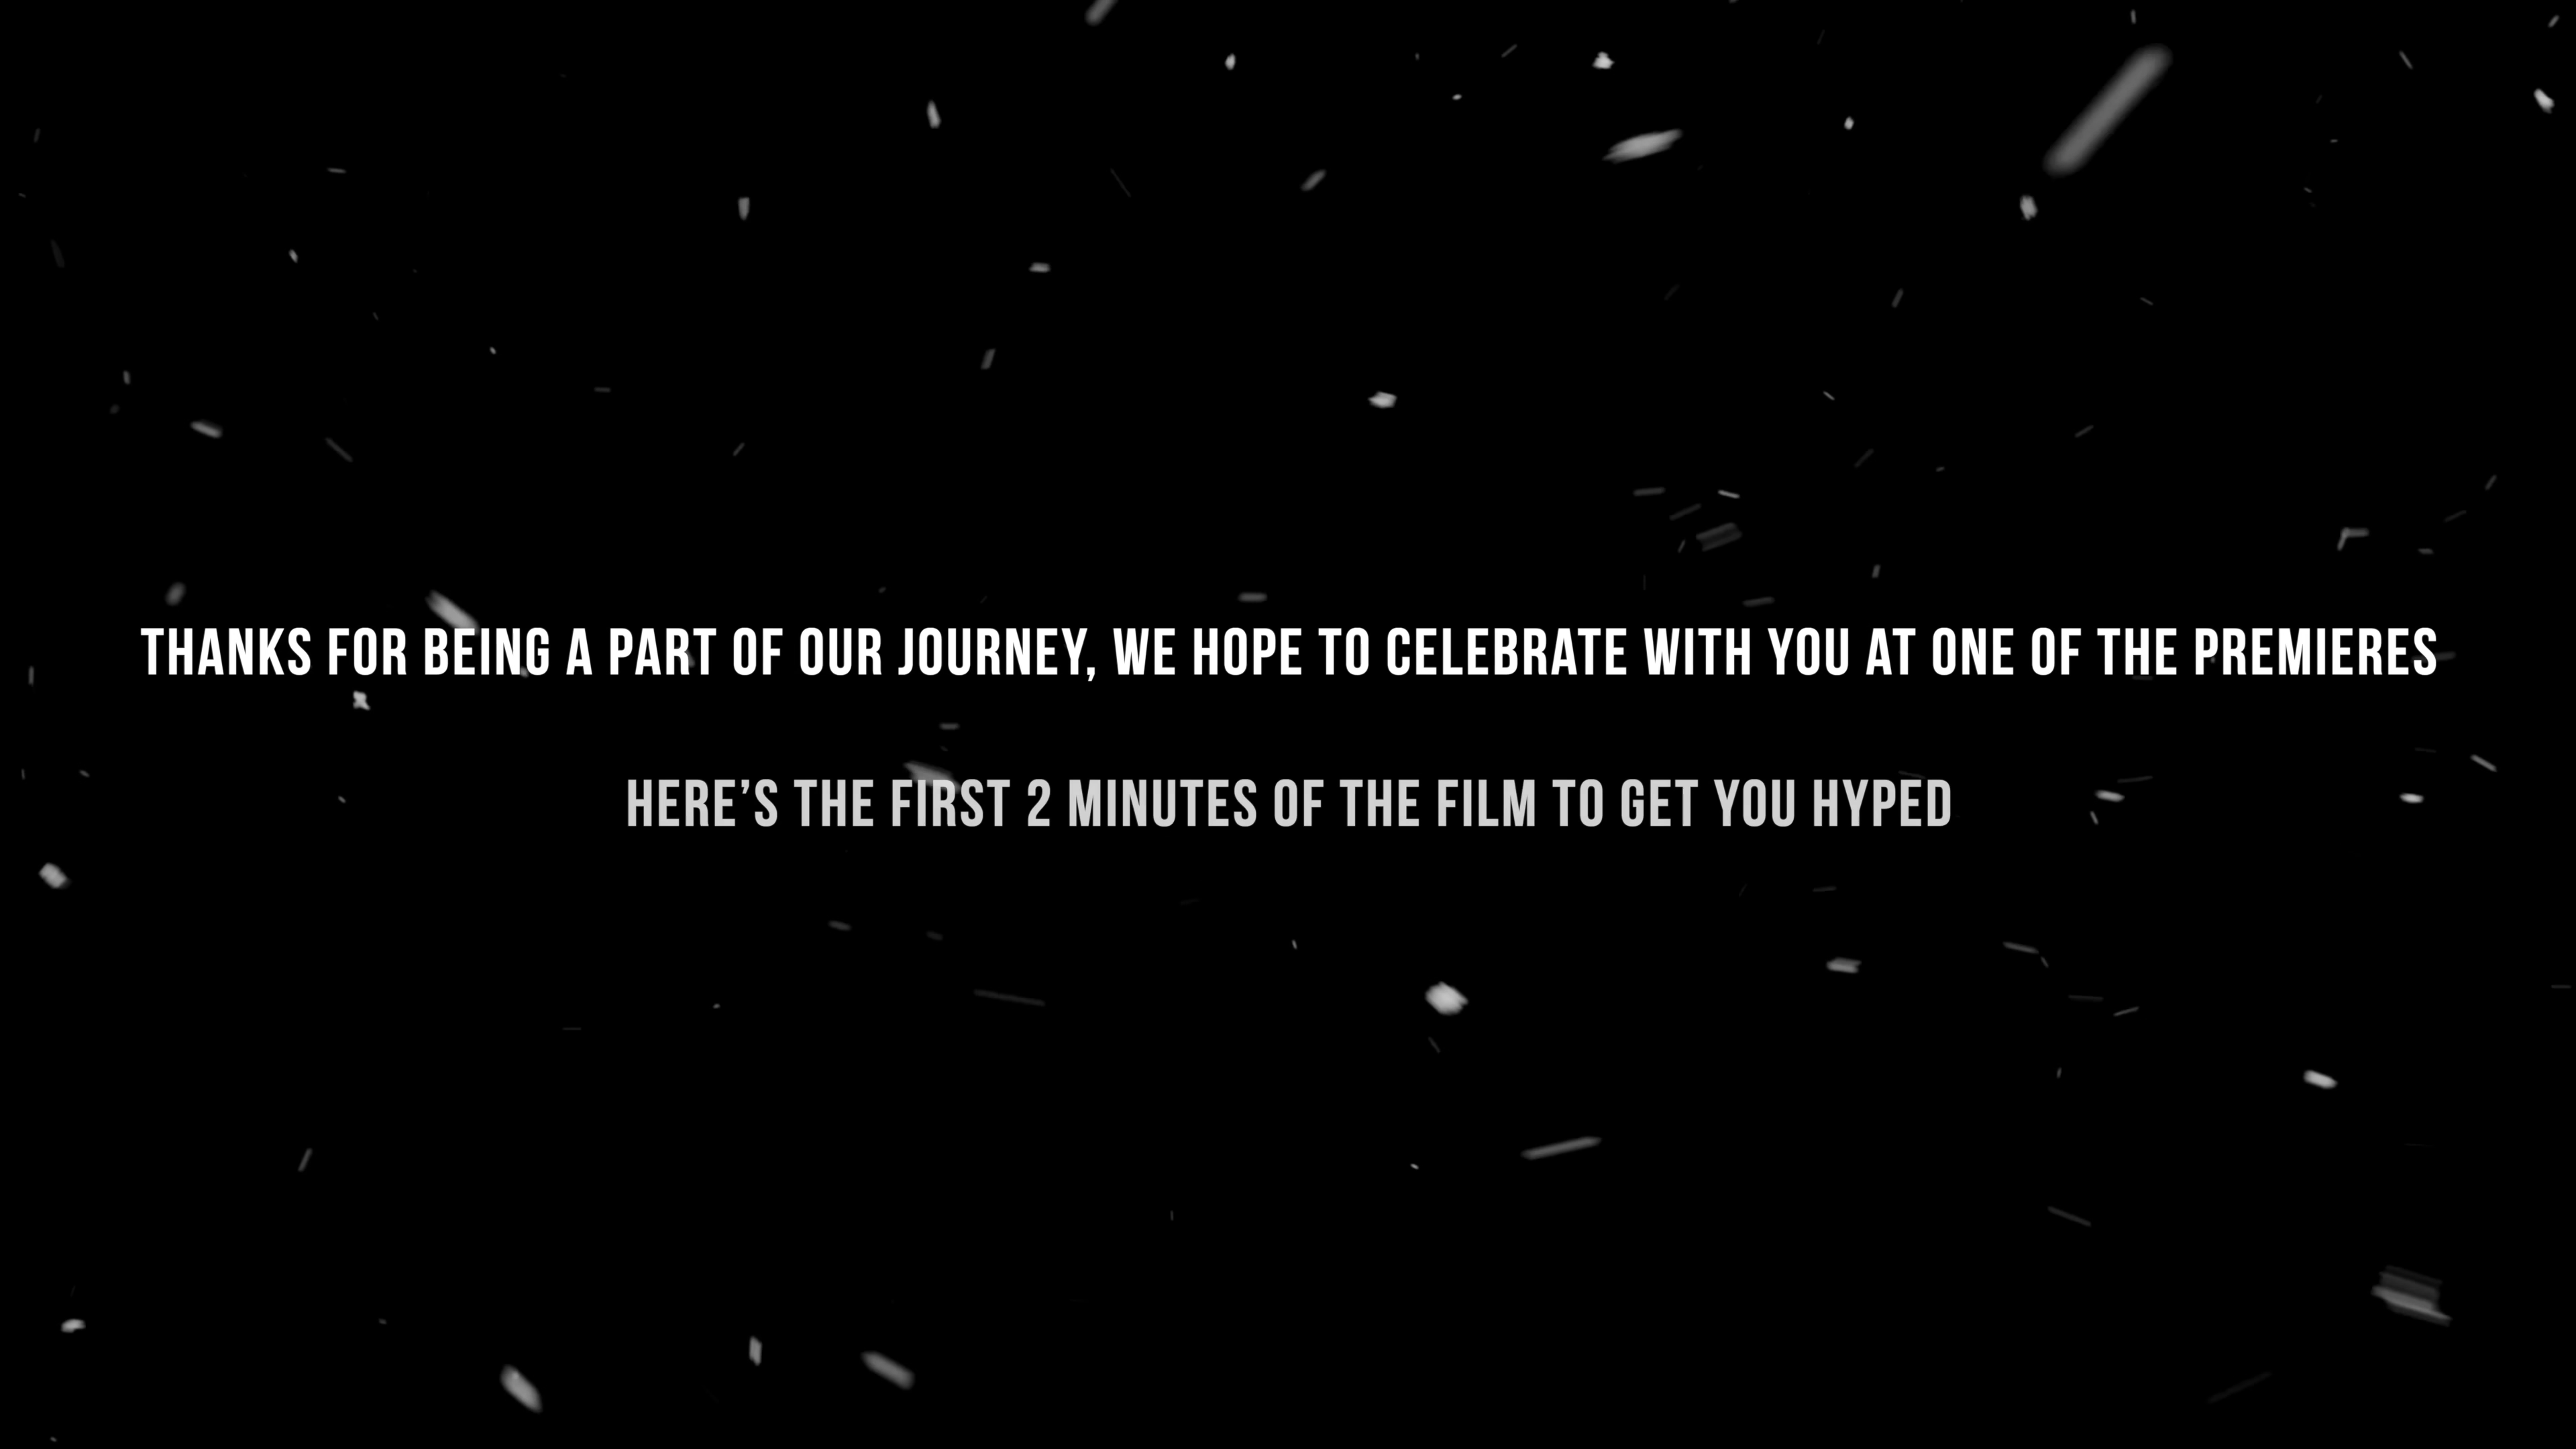 THANKS FOR BEING A PART OF OUR JOURNEY, WE HOPE TO CELEBRATE WITH YOU AT ONE OF THE PREMIERES
HERE’S THE FIRST 2 MINUTES OF THE FILM TO GET YOU HYPED